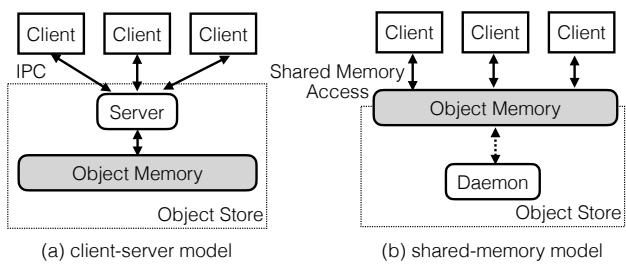 Client Client Client
IPC
Server
Object Memory
Object Store
(a) client-server model
Client Client Client
Shared Memory
Access
Object Memory
Daemon
Object Store
(b) shared-memory model